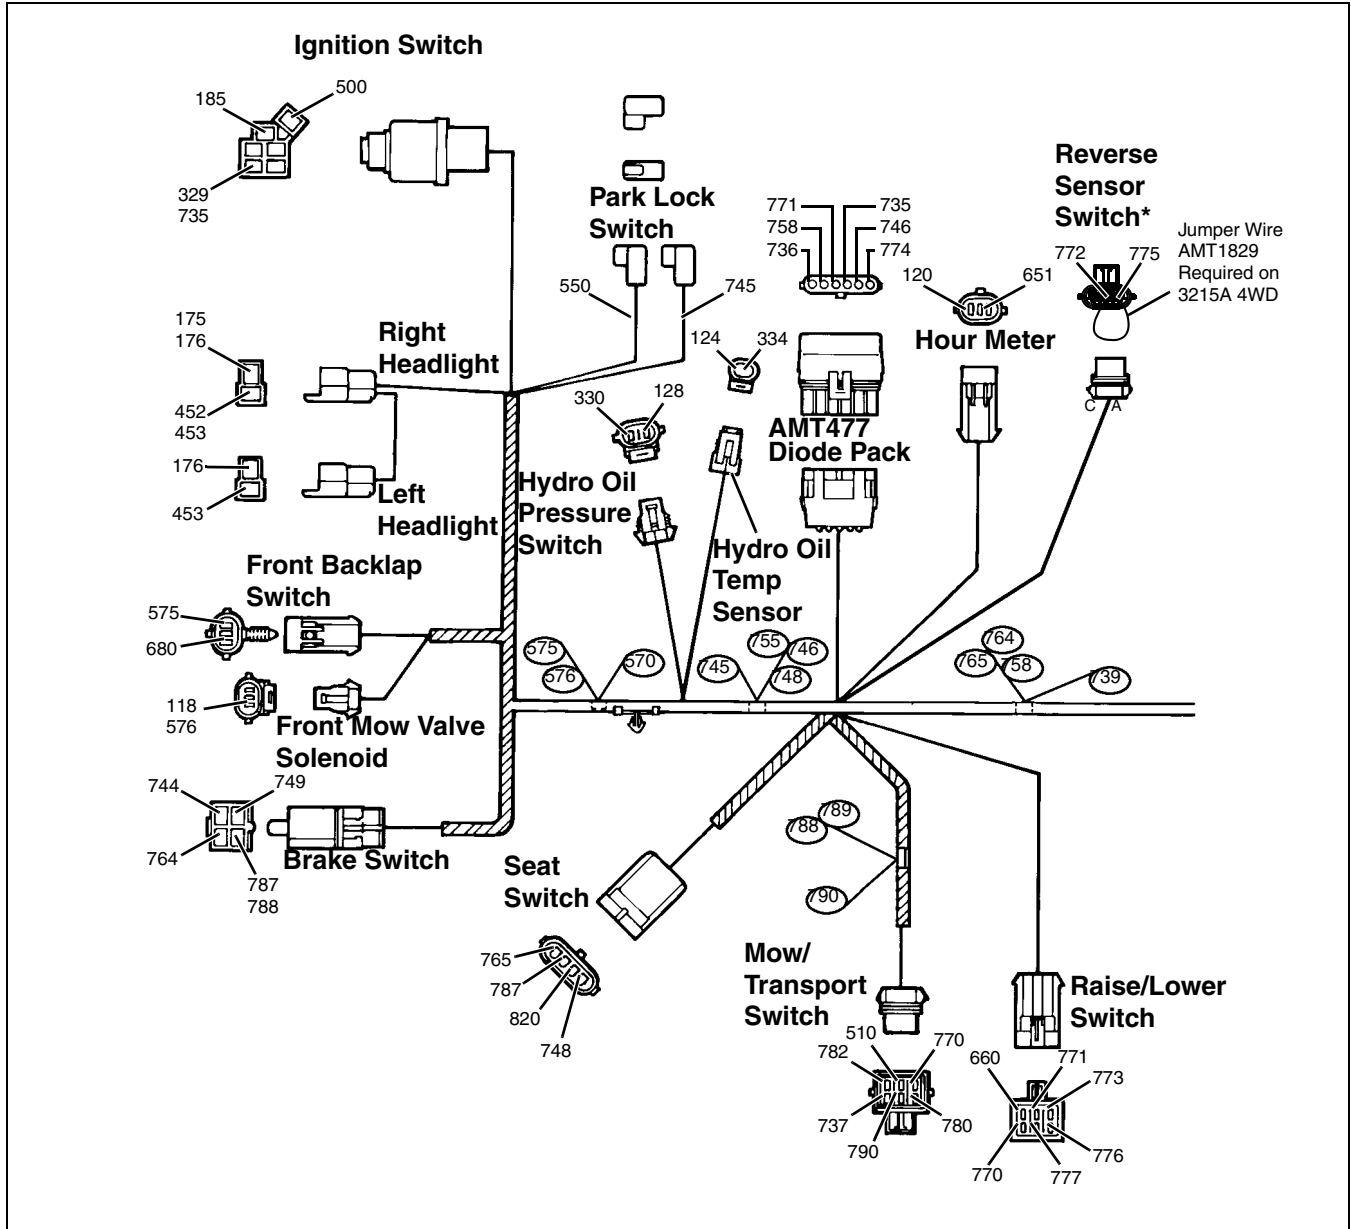 Ignition Switch
185
500
329
735
Park Lock
Switch
550
745
771
758
736
735
746
774
Reverse
Sensor
Switch*
772
775
Jumper Wire
AMT1829
Required on
3215A 4WD
120
651
Hour Meter
C A
175
176
452
453
Right
Headlight
176
453
Left
Headlight
330
128
Hydro Oil
Pressure
Switch
124
334
Hydro Oil
Temp
Sensor
AMT477
Diode Pack
Front Backlap
Switch
575
680
118
576
Front Mow Valve
Solenoid
575
576
570
745
755
746
748
764
765
758
739
744
749
764
787
788
Brake Switch
Seat
Switch
765
787
820
748
789
788
790
Mow/
Transport
Switch
510
770
782
737
790
780
Raise/Lower
Switch
660
771
773
770
777
776